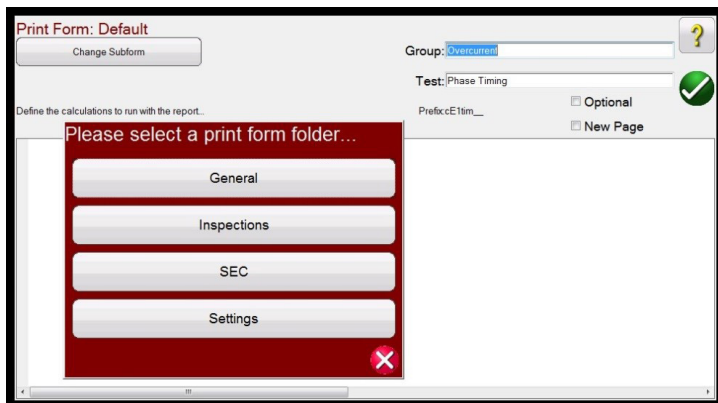 Print Form: Default
Change Subform
Group: Overcurrent
Test: Phase Timing
Define the calculations to run with the report...
Prefix:cE1tim__
Optional
New Page
Please select a print form folder...
General
Inspections
SEC
Settings